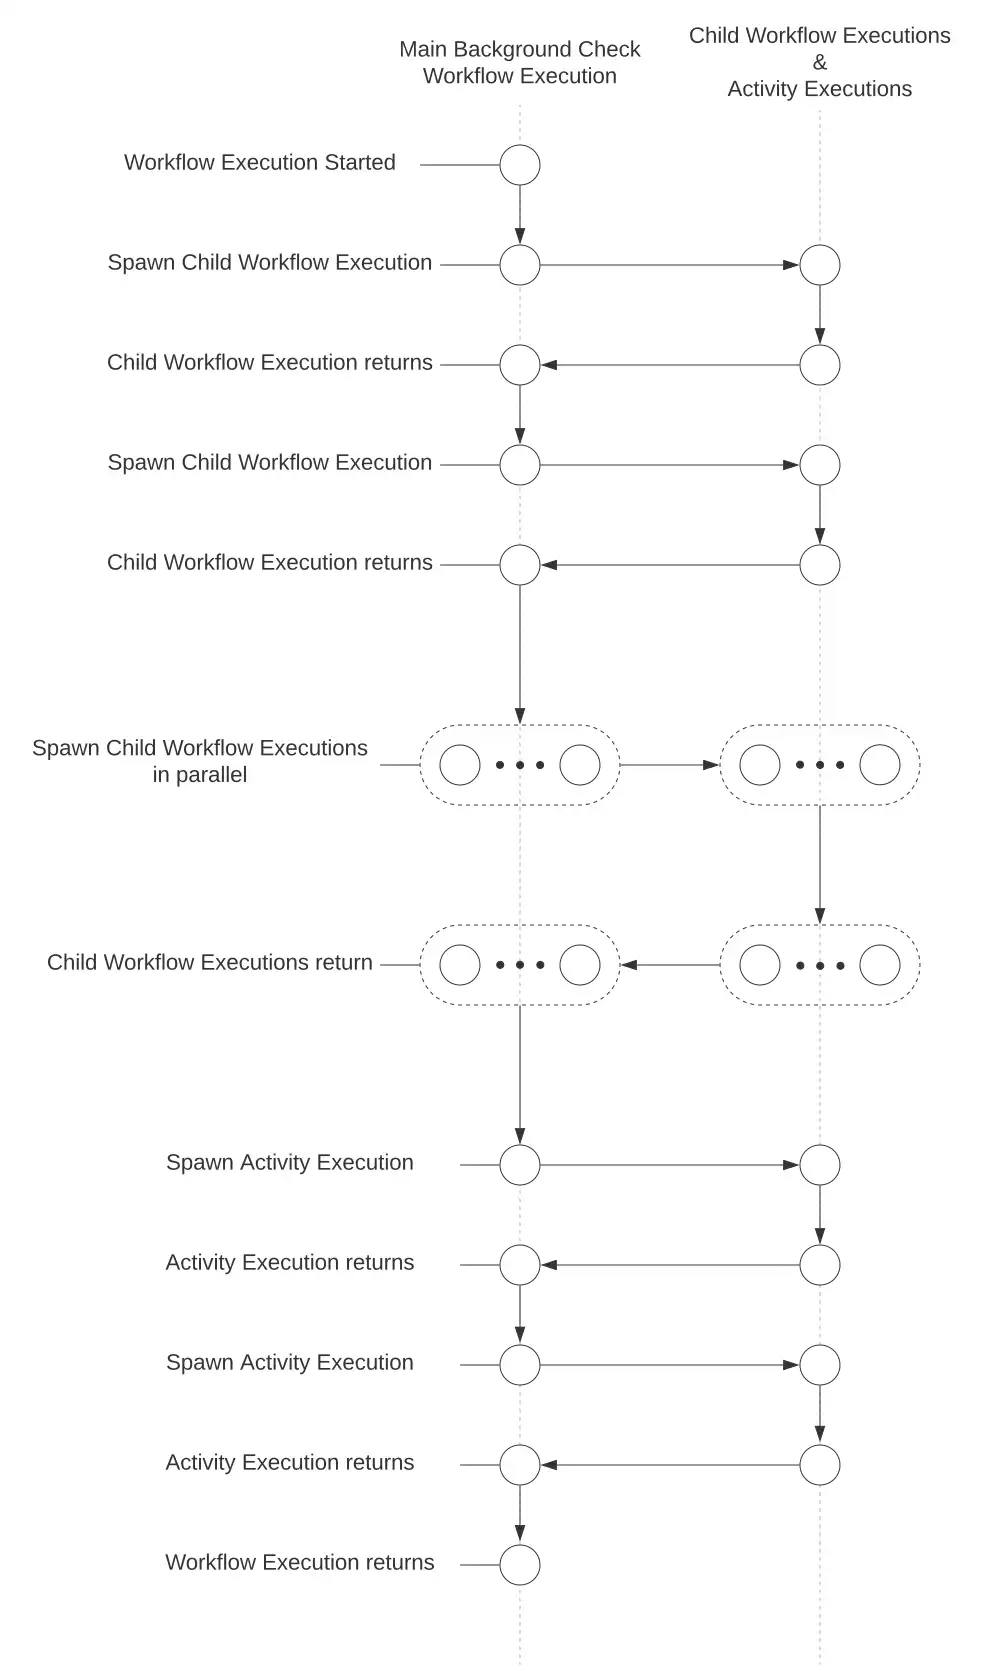 Main Background Check
Workflow Execution
Child Workflow Executions
&
Activity Executions
Workflow Execution Started
Spawn Child Workflow Execution
Child Workflow Execution returns
Spawn Child Workflow Execution
Child Workflow Execution returns
Spawn Child Workflow Executions
in parallel
Child Workflow Executions return
Spawn Activity Execution
Activity Execution returns
Spawn Activity Execution
Activity Execution returns
Workflow Execution returns